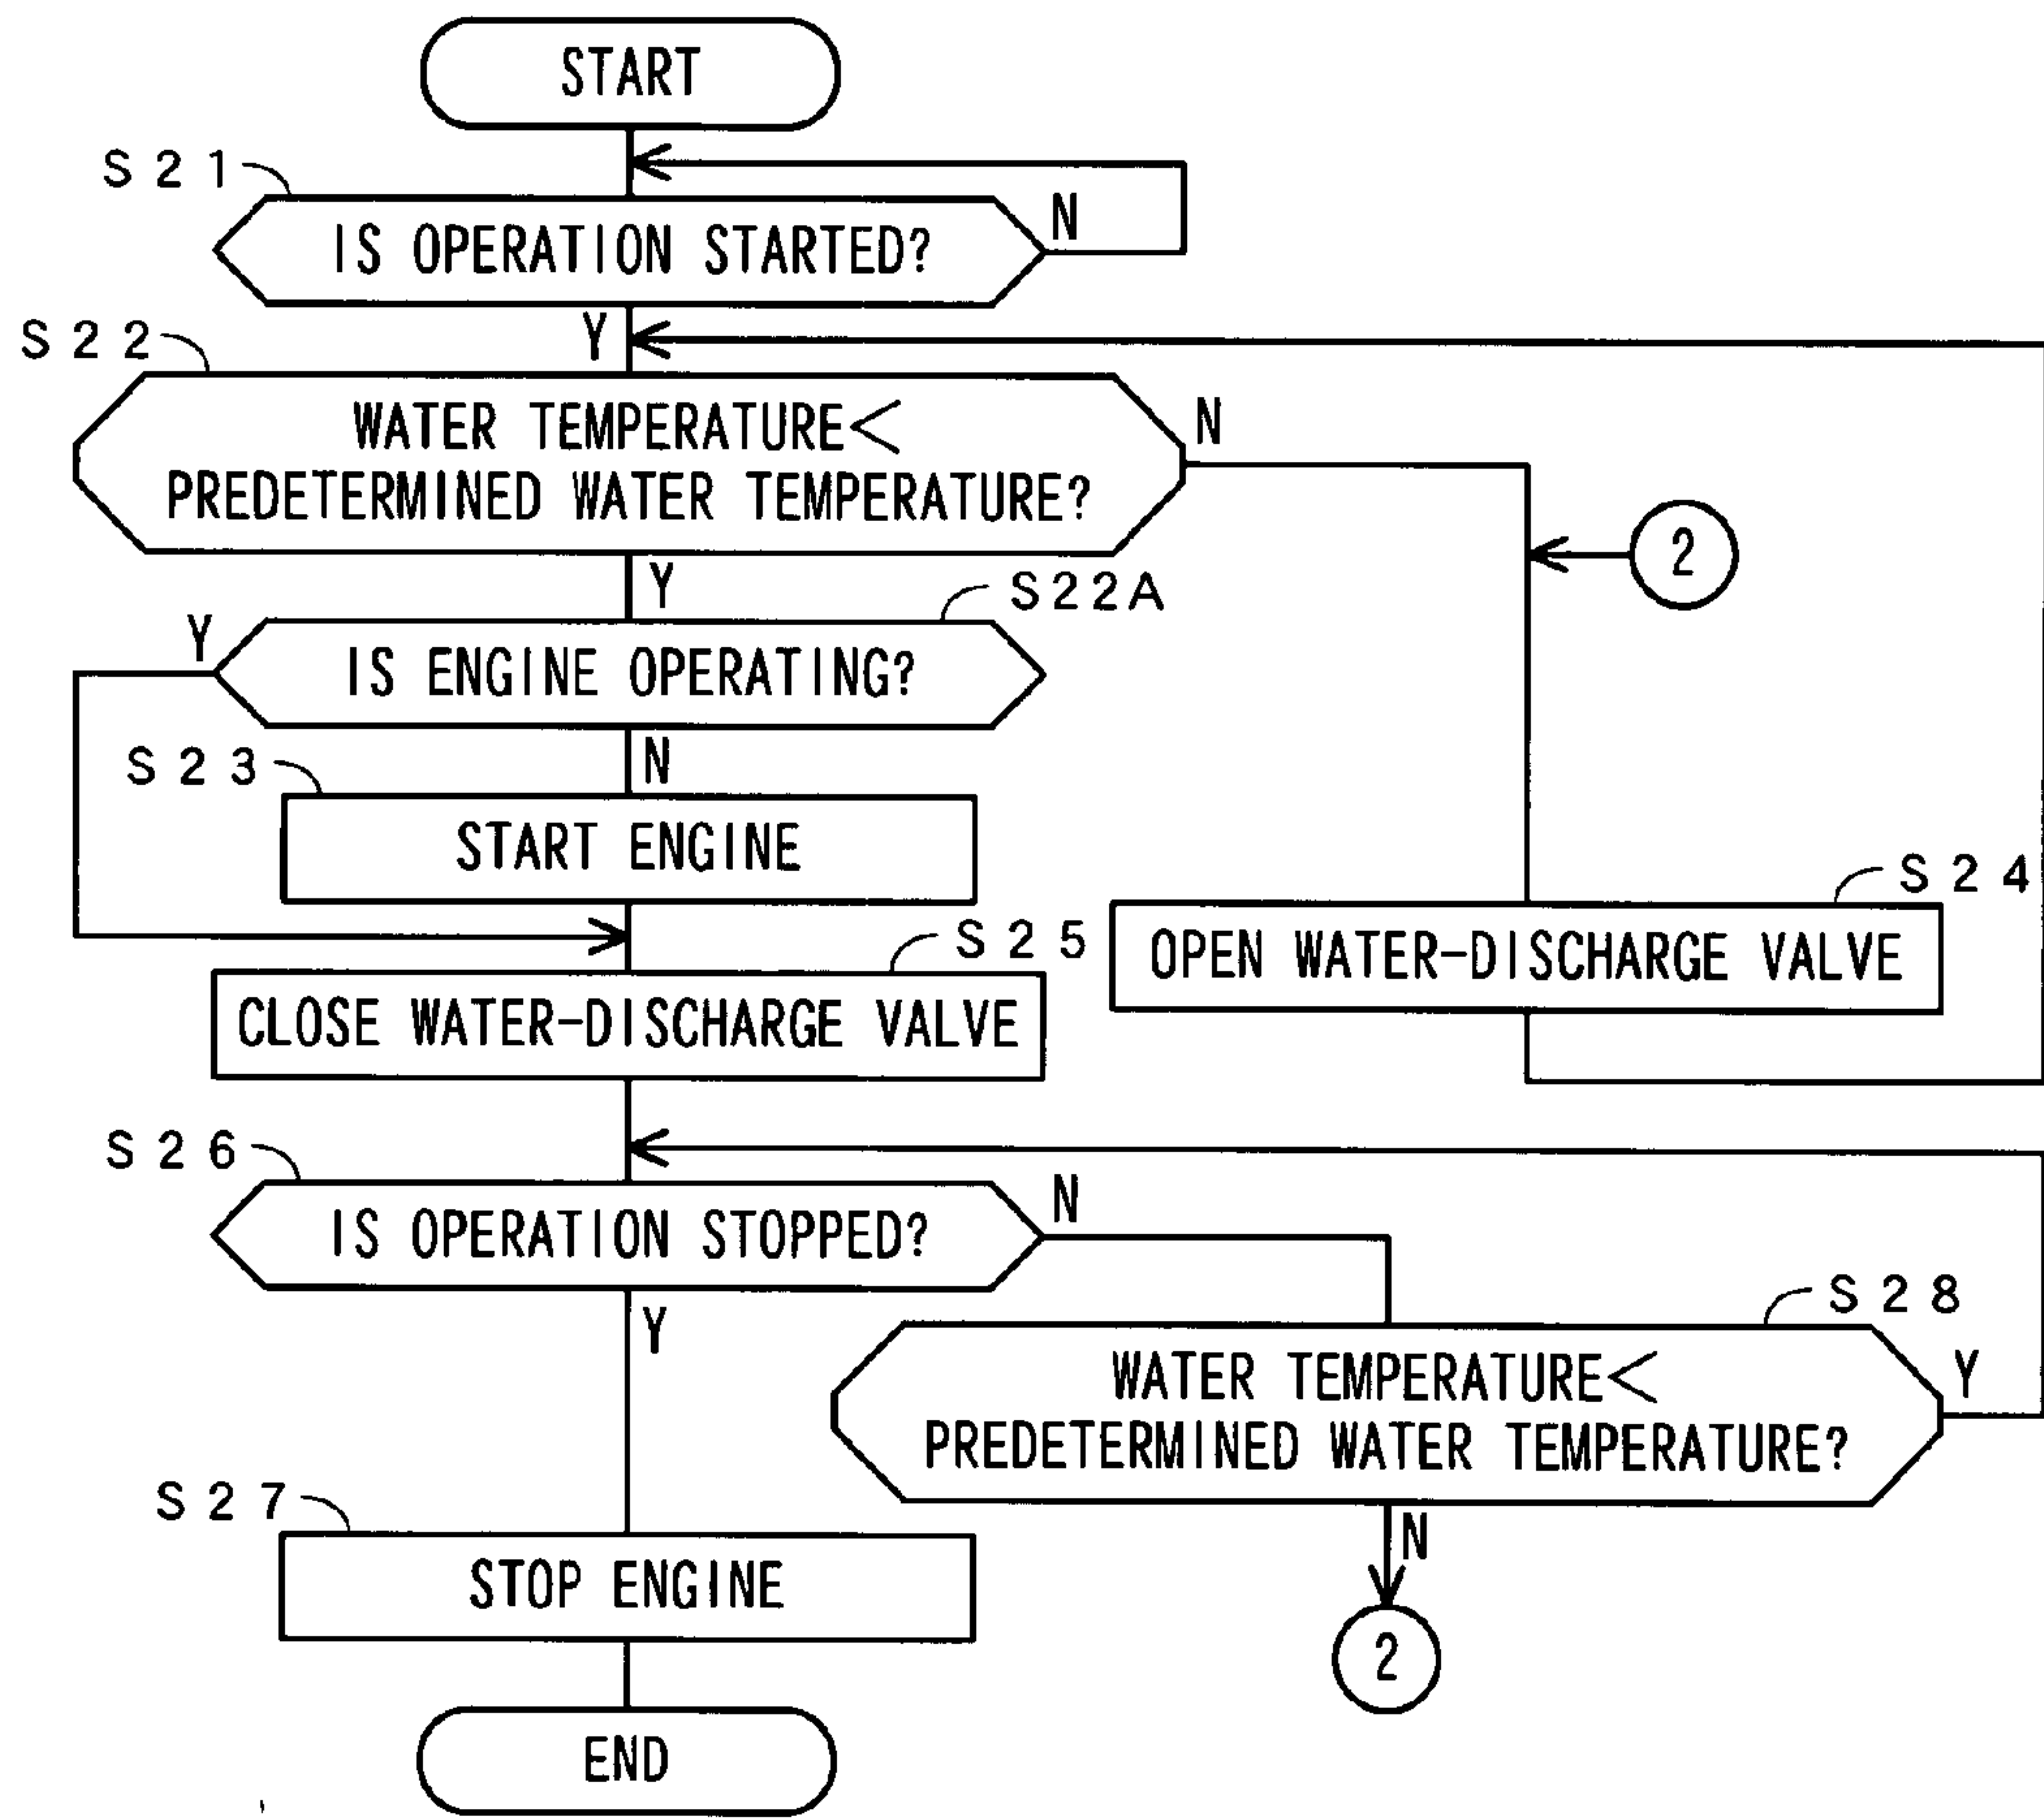 START
S21
IS OPERATION STARTED?
N
S22
Y
WATER TEMPERATURE<
PREDETERMINED WATER TEMPERATURE?
N
2
Y
S22A
Y
IS ENGINE OPERATING?
N
S23
START ENGINE
S24
OPEN WATER-DISCHARGE VALVE
S25
CLOSE WATER-DISCHARGE VALVE
S26
IS OPERATION STOPPED?
N
Y
S28
WATER TEMPERATURE<
PREDETERMINED WATER TEMPERATURE?
Y
N
2
S27
STOP ENGINE
END